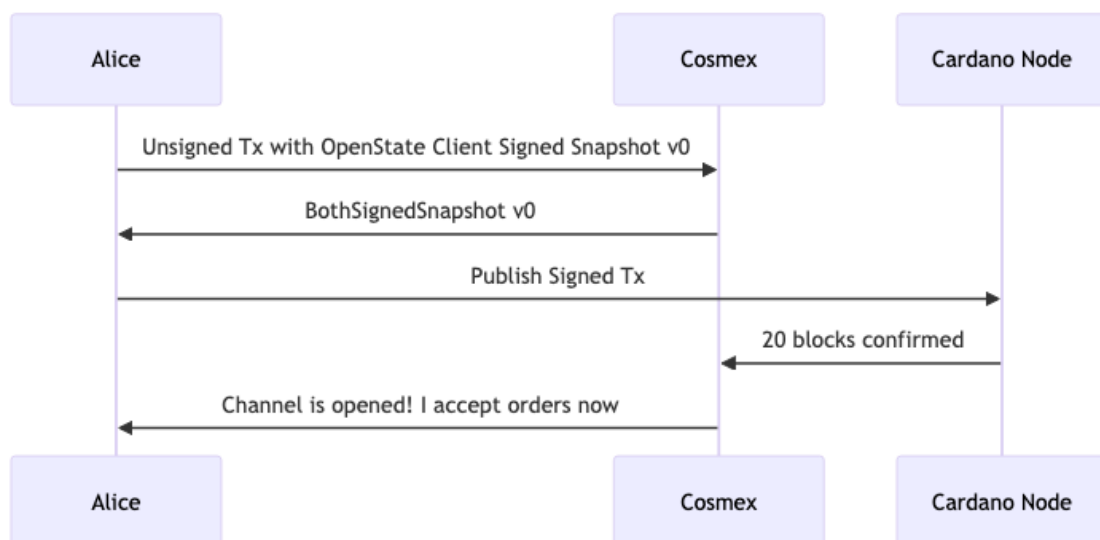 Alice
Cosmex
Cardano Node
Unsigned Tx with OpenState Client Signed Snapshot v0
BothSignedSnapshot v0
Publish Signed Tx
20 blocks confirmed
Channel is opened! I accept orders now
Alice
Cosmex
Cardano Node